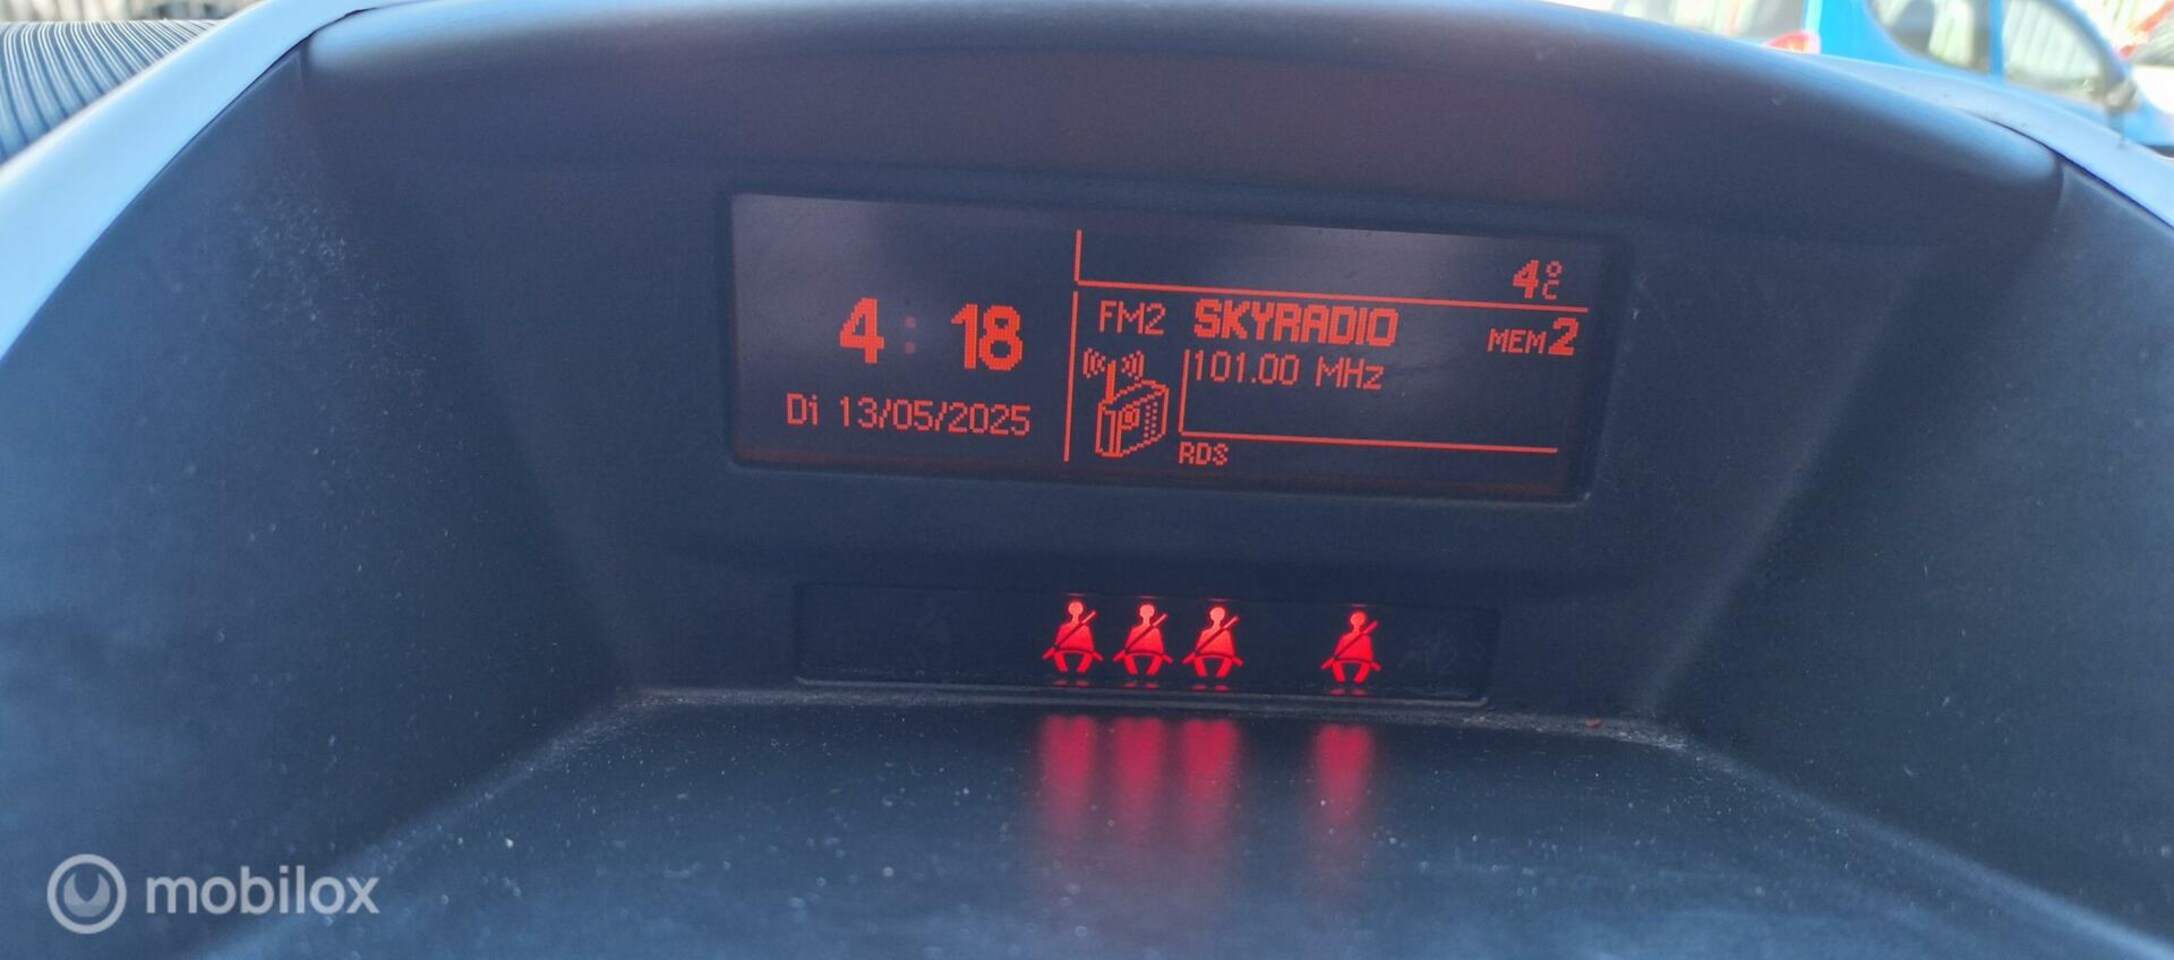 4:18
Di 13/05/2025
4°C
FM2 SKYRADIO MEM2
101.00 MHz
RDS
mobilox